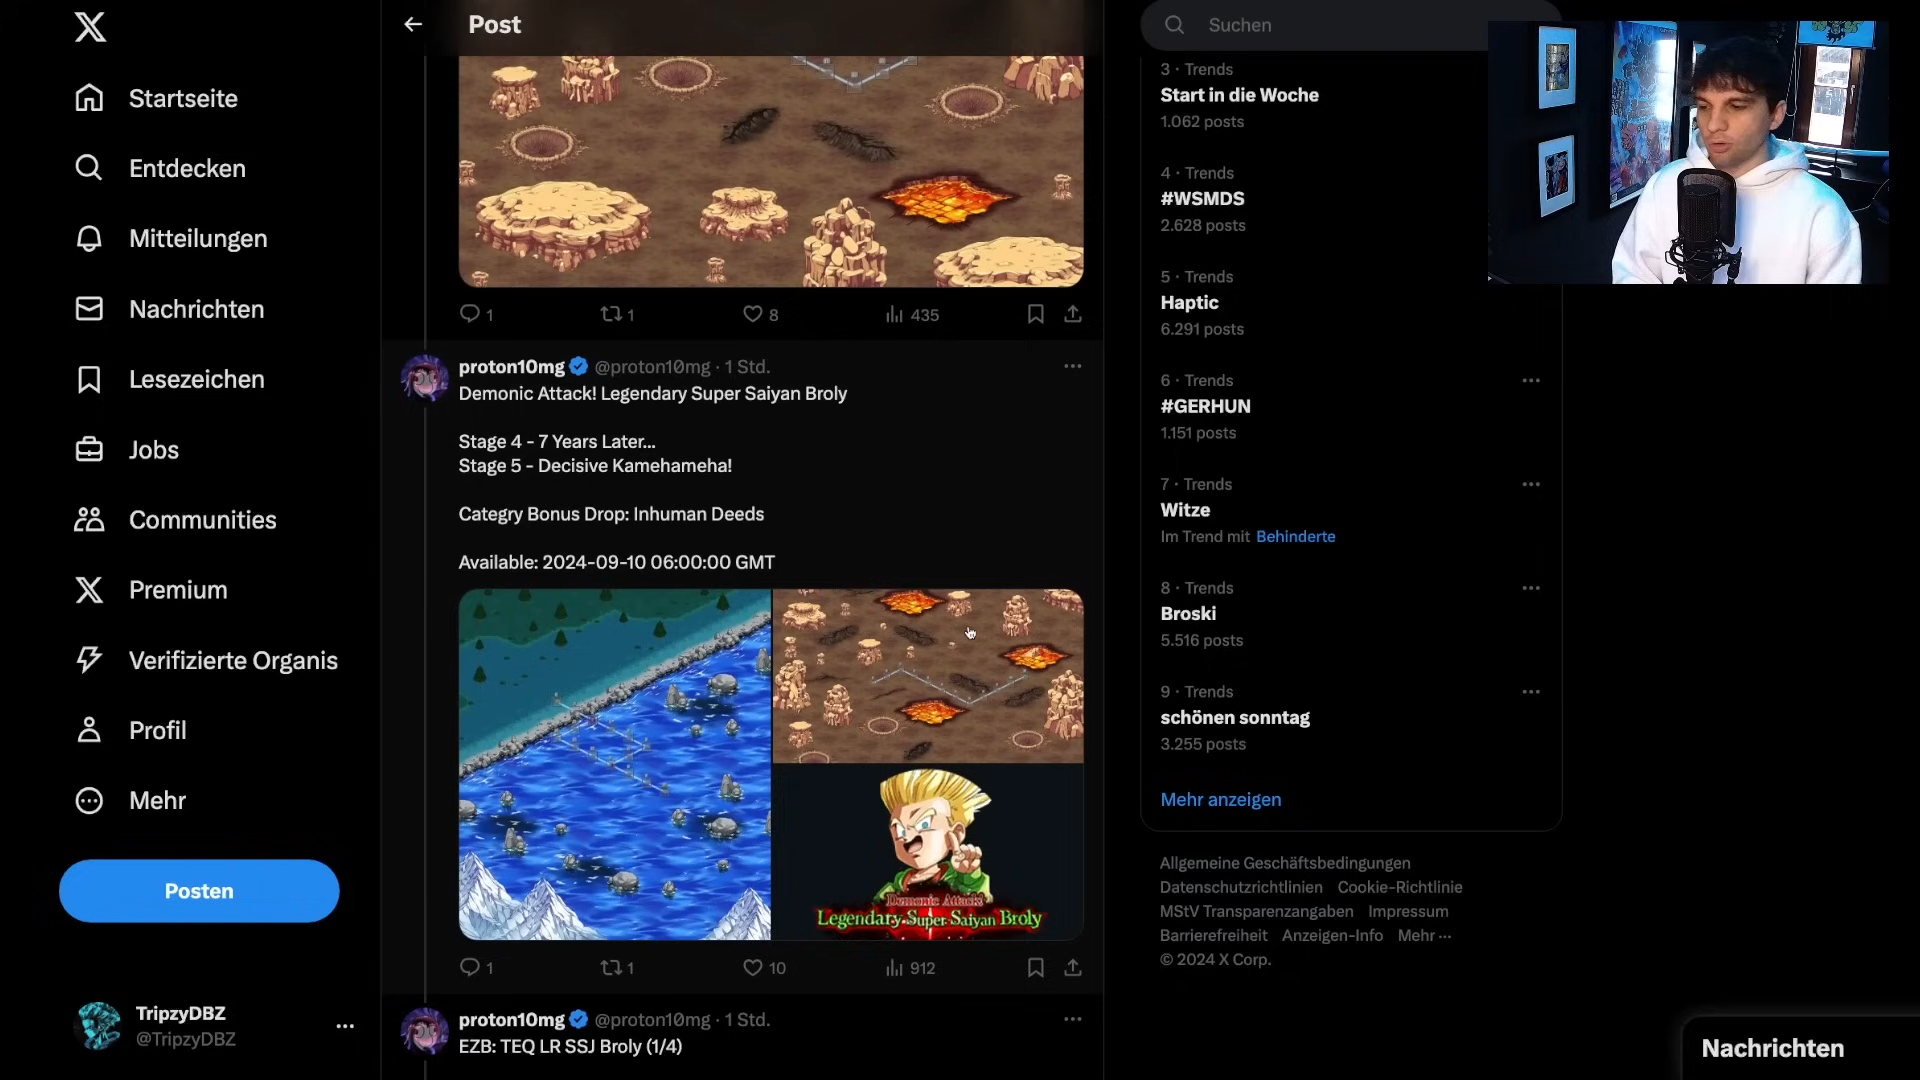 Startseite
Entdecken
Mitteilungen
Nachrichten
Lesezeichen
Jobs
Communities
Premium
Verifizierte Organis
Profil
Mehr
Posten
TripzyDBZ
@TripzyDBZ
Post
1
1
8
435
proton10mg @proton10mg · 1 Std.
Demonic Attack! Legendary Super Saiyan Broly
Stage 4 - 7 Years Later...
Stage 5 - Decisive Kamehameha!
Categry Bonus Drop: Inhuman Deeds
Available: 2024-09-10 06:00:00 GMT
Demonic Attack!
Legendary Super Saiyan Broly
1
1
10
912
proton10mg @proton10mg · 1 Std.
EZB: TEQ LR SSJ Broly (1/4)
Suchen
3 · Trends
Start in die Woche
1.062 posts
4 · Trends
#WSMDS
2.628 posts
5 · Trends
Haptic
6.291 posts
6 · Trends
#GERHUN
1.151 posts
7 · Trends
Witze
Im Trend mit Behinderte
8 · Trends
Broski
5.516 posts
9 · Trends
schönen sonntag
3.255 posts
Mehr anzeigen
Allgemeine Geschäftsbedingungen
Datenschutzrichtlinien Cookie-Richtlinie
MStV Transparenzangaben Impressum
Barrierefreiheit Anzeigen-Info Mehr ···
© 2024 X Corp.
Nachrichten